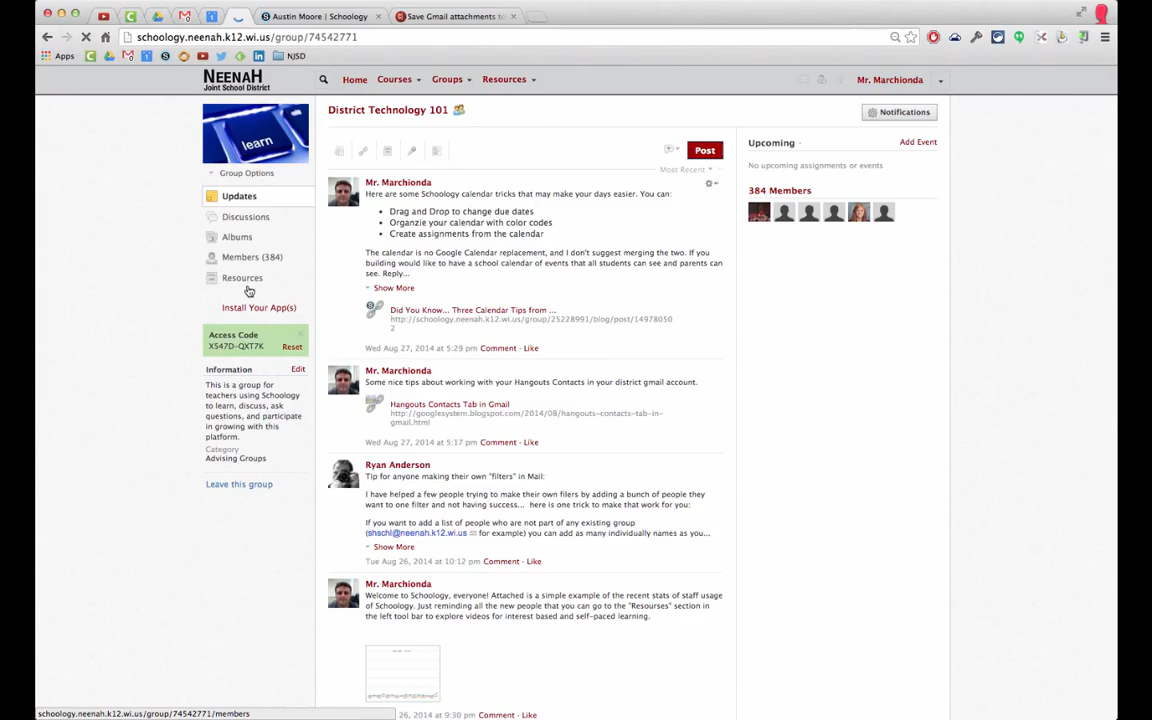 Austin Moore | Schoology
Save Gmail attachments to
schoology.neenah.k12.wi.us/group/74542771
Apps
NJSD
NEENAH
Joint School District
Home
Courses
Groups
Resources
Mr. Marchionda
learn
District Technology 101
Notifications
Group Options
Post
Most Recent
Upcoming
Add Event
No upcoming assignments or events
384 Members
Updates
Discussions
Albums
Members (384)
Resources
Install Your App(s)
Access Code
X547D-QXT7K
Reset
Information
Edit
This is a group for
teachers using Schoology
to learn, discuss, ask
questions, and participate
in growing with this
platform.
Category
Advising Groups
Leave this group
Mr. Marchionda
Here are some Schoology calendar tricks that may make your days easier. You can:
• Drag and Drop to change due dates
• Organzie your calendar with color codes
• Create assignments from the calendar
The calendar is no Google Calendar replacement, and I don't suggest merging the two. If your
building would like to have a school calendar of events that all students can see and parents can
see. Reply...
Show More
Did You Know... Three Calendar Tips from ...
http://schoology.neenah.k12.wi.us/group/25228991/blog/post/14978050
2
Wed Aug 27, 2014 at 5:29 pm Comment · Like
Mr. Marchionda
Some nice tips about working with your Hangouts Contacts in your district gmail account.
Hangouts Contacts Tab in Gmail
http://googlesystem.blogspot.com/2014/08/hangouts-contacts-tab-in-
gmail.html
Wed Aug 27, 2014 at 5:17 pm Comment · Like
Ryan Anderson
Tip for anyone making their own "filters" in Mail:
I have helped a few people trying to make their own filers by adding a bunch of people they
want to one filter and not having success... here is one trick to make that work for you:
If you want to add a list of people who are not part of any existing group
(shschl@neenah.k12.wi.us for example) you can add as many individually names as you...
Show More
Tue Aug 26, 2014 at 10:12 pm Comment · Like
Mr. Marchionda
Welcome to Schoology, everyone! Attached is a simple example of the recent stats of staff usage
of Schoology. Just reminding all the new people that you can go to the "Resourses" section in
the left tool bar to explore videos for interest based and self-paced learning.
26, 2014 at 9:30 pm Comment · Like
schoology.neenah.k12.wi.us/group/74542771/members